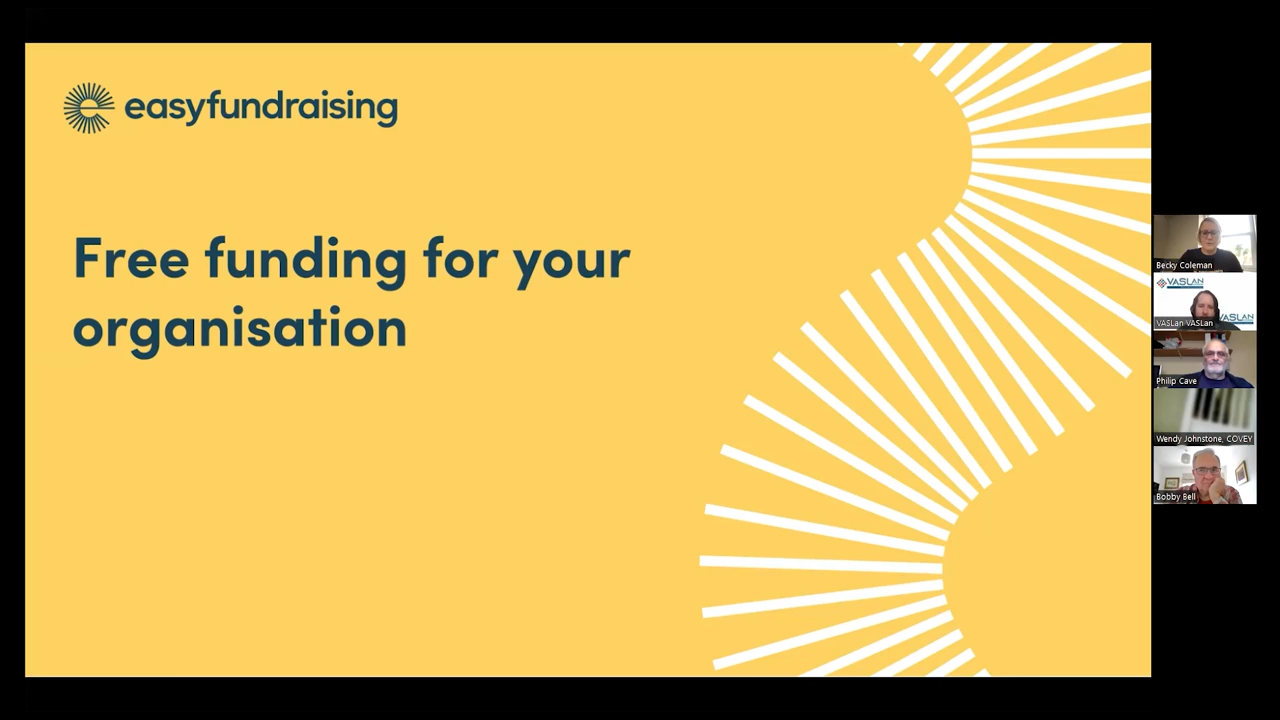 easyfundraising
Free funding for your
organisation
Becky Coleman
VASLan
VASLan VASLan
VASLan
Philip Cave
Wendy Johnstone, COVEY
Bobby Bell